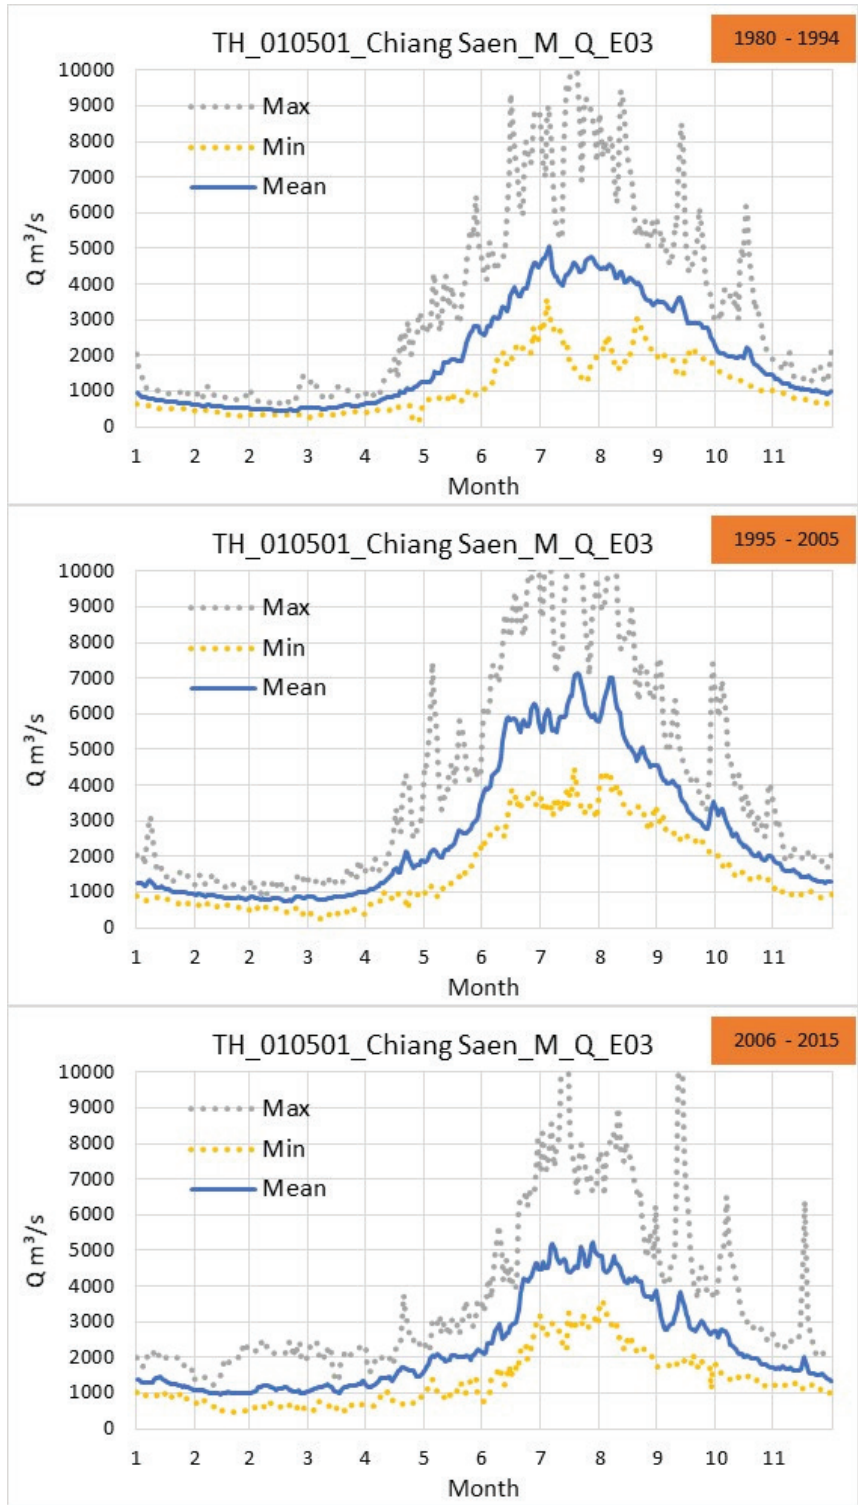 TH_010501_Chiang Saen_M_Q_E03
1980 - 1994
10000
9000
8000
7000
6000
5000
4000
3000
2000
1000
0
Q m³/s
Max
Min
Mean
1 2 2 3 4 5 6 7 8 9 10 11
Month
TH_010501_Chiang Saen_M_Q_E03
1995 - 2005
10000
9000
8000
7000
6000
5000
4000
3000
2000
1000
0
Q m³/s
Max
Min
Mean
1 2 2 3 4 5 6 7 8 9 10 11
Month
TH_010501_Chiang Saen_M_Q_E03
2006 - 2015
10000
9000
8000
7000
6000
5000
4000
3000
2000
1000
0
Q m³/s
Max
Min
Mean
1 2 2 3 4 5 6 7 8 9 10 11
Month